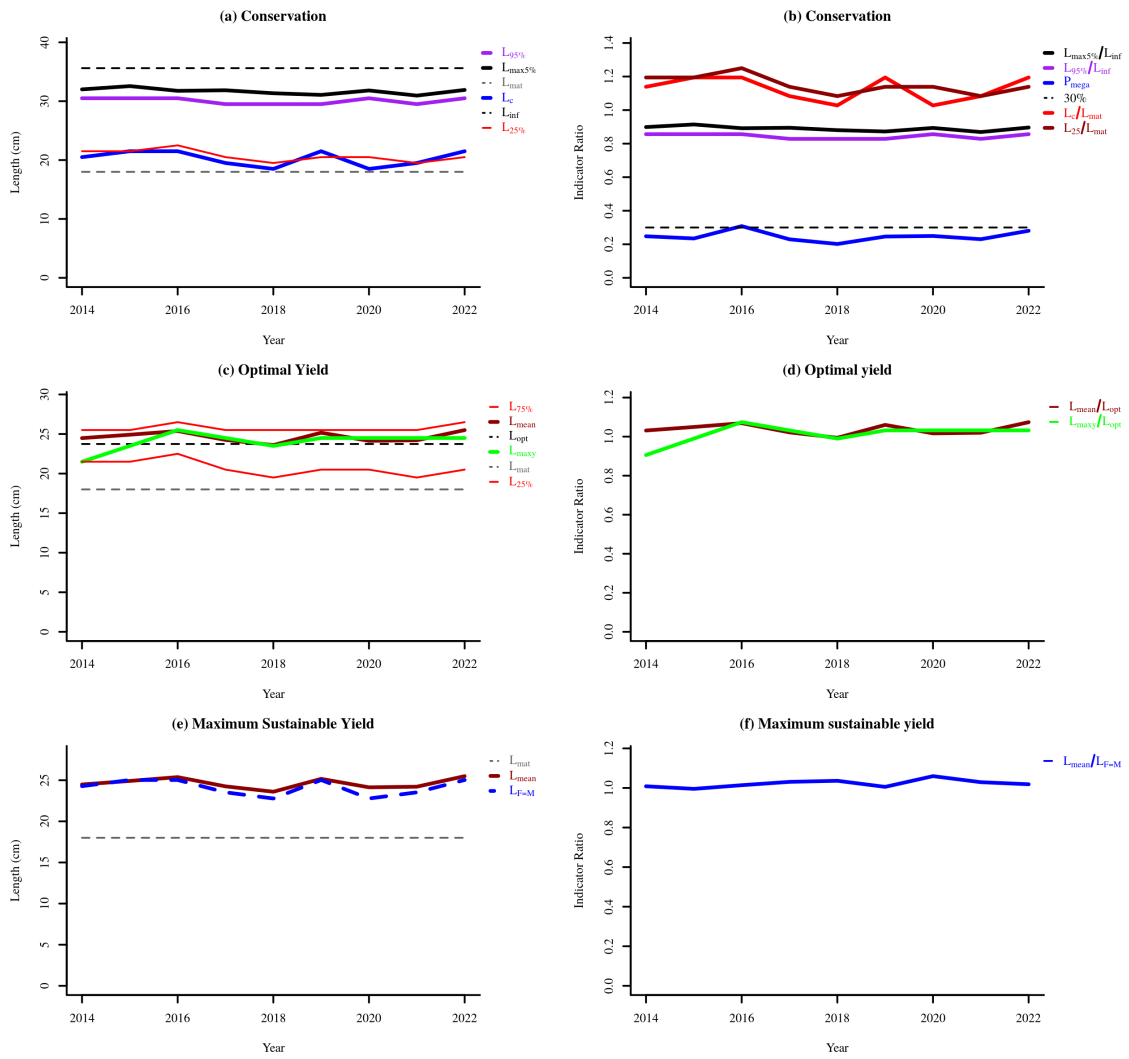 (a) Conservation
40
30
20
10
0
Length (cm)
2014 2016 2018 2020 2022
Year
L95%
Lmax5%
Lmat
Lc
Linf
L25%
(b) Conservation
1.4
1.2
1.0
0.8
0.6
0.4
0.2
0.0
Indicator Ratio
2014 2016 2018 2020 2022
Year
Lmax5%/Linf
L95%/Linf
Pmega
30%
Lc/Lmat
L25/Lmat
(c) Optimal Yield
30
25
20
15
10
5
0
Length (cm)
2014 2016 2018 2020 2022
Year
L75%
Lmean
Lopt
Lmaxy
Lmat
L25%
(d) Optimal yield
1.2
1.0
0.8
0.6
0.4
0.2
0.0
Indicator Ratio
2014 2016 2018 2020 2022
Year
Lmean/Lopt
Lmaxy/Lopt
(e) Maximum Sustainable Yield
25
20
15
10
5
0
Length (cm)
2014 2016 2018 2020 2022
Year
Lmat
Lmean
LF=M
(f) Maximum sustainable yield
1.2
1.0
0.8
0.6
0.4
0.2
0.0
Indicator Ratio
2014 2016 2018 2020 2022
Year
Lmean/LF=M